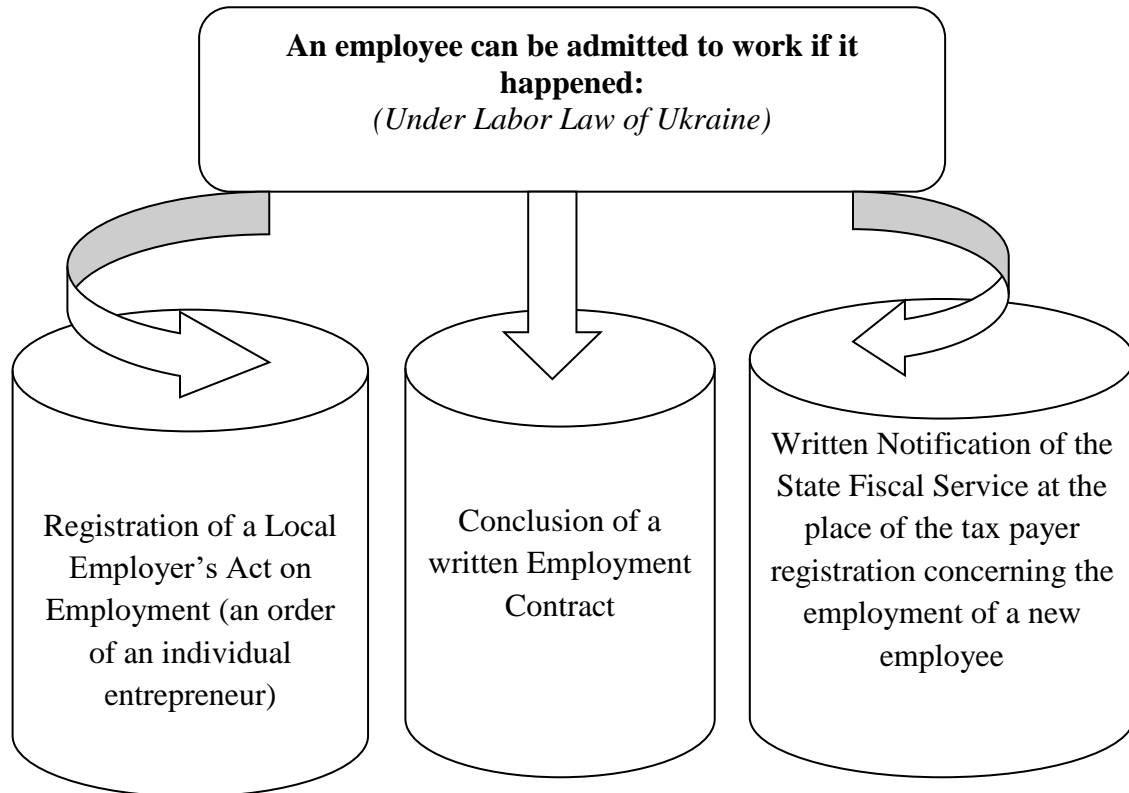 An employee can be admitted to work if it
happened:
(Under Labor Law of Ukraine)
Registration of a Local
Employer’s Act on
Employment (an order
of an individual
entrepreneur)
Conclusion of a
written Employment
Contract
Written Notification of the
State Fiscal Service at the
place of the tax payer
registration concerning the
employment of a new
employee